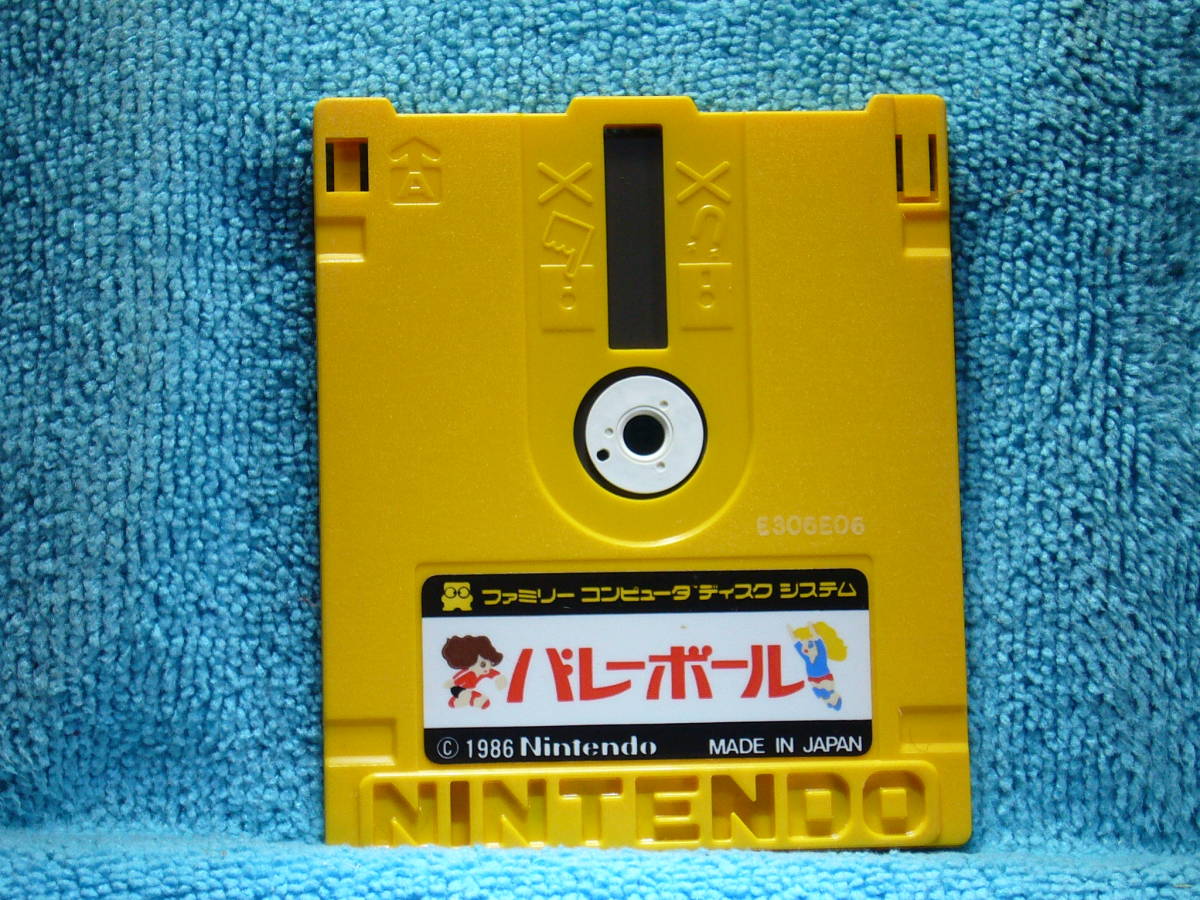 A
E306E06
ファミリー コンピュータ ディスク システム
バレーボール
© 1986 Nintendo MADE IN JAPAN
NINTENDO